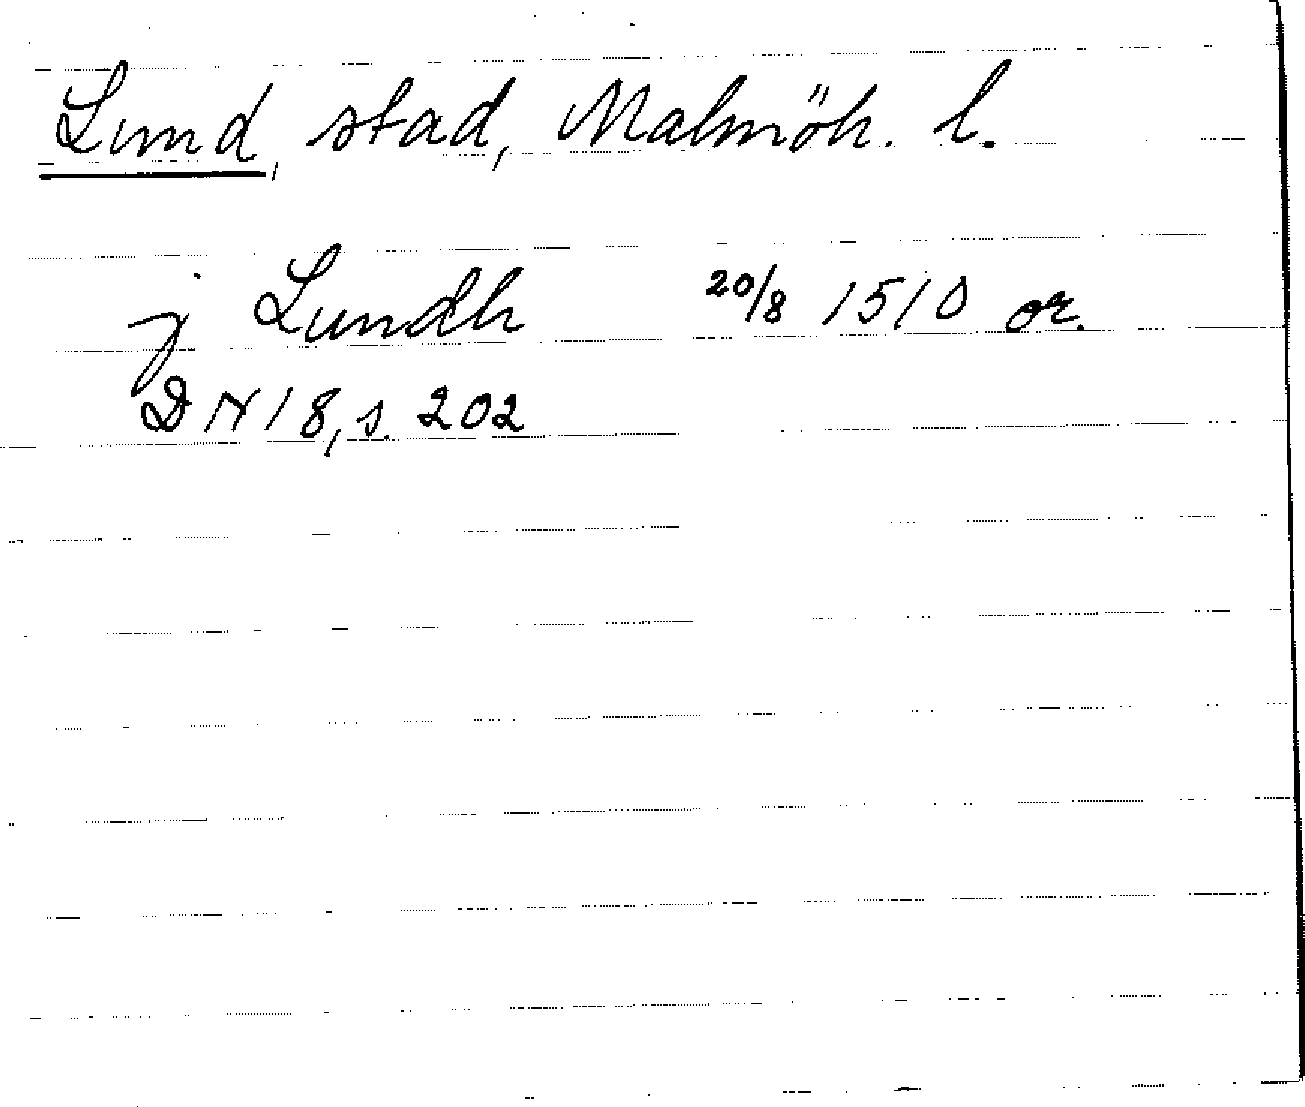 Lund, stad, Malmöh. l.
j Lundh 20/8 1510 or.
DN 18, s. 202